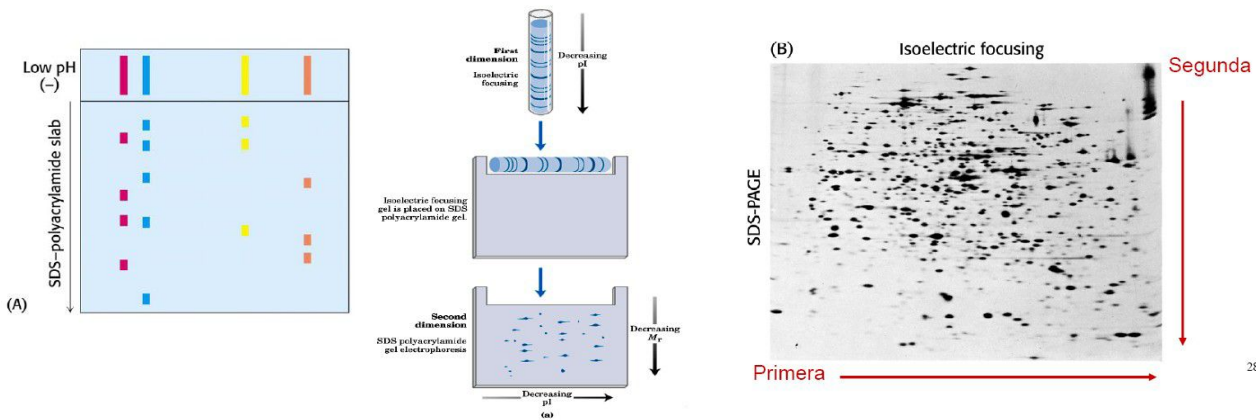 Low pH
(−)
SDS–polyacrylamide slab
(A)
First
dimension
Isoelectric
focusing
Decreasing
pI
Isoelectric focusing
gel is placed on SDS
polyacrylamide gel.
Second
dimension
SDS polyacrylamide
gel electrophoresis
Decreasing
Mr
Decreasing
pI
(a)
(B)
Isoelectric focusing
SDS-PAGE
Segunda
Primera
28